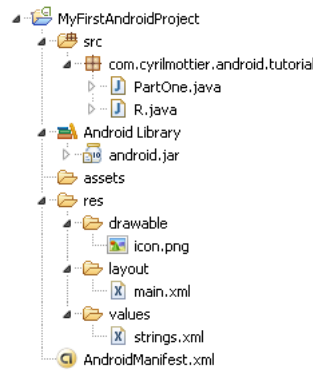 MyFirstAndroidProject
src
com.cyrilmottier.android.tutorial
PartOne.java
R.java
Android Library
android.jar
assets
res
drawable
icon.png
layout
main.xml
values
strings.xml
AndroidManifest.xml